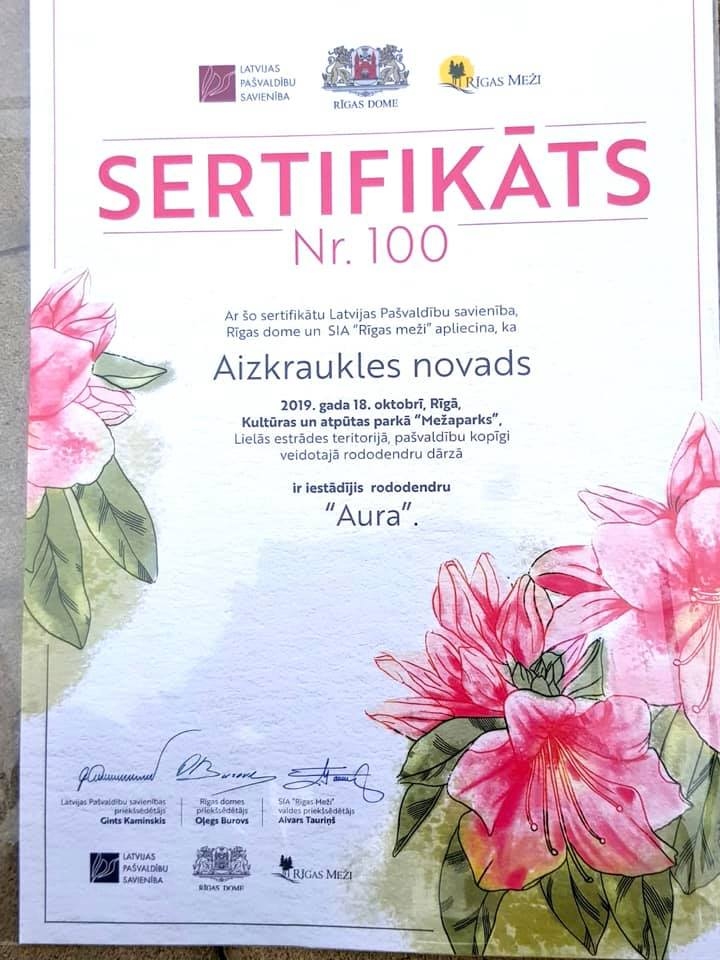 LATVIJAS
PAŠVALDĪBU
SAVIENĪBA
RĪGAS DOME
RĪGAS MEŽI
SERTIFIKĀTS
Nr. 100
Ar šo sertifikātu Latvijas Pašvaldību savienība,
Rīgas dome un SIA "Rīgas meži" apliecina, ka
Aizkraukles novads
2019. gada 18. oktobrī, Rīgā,
Kultūras un atpūtas parkā "Mežaparks",
Lielās estrādes teritorijā, pašvaldību kopīgi
veidotajā rododendru dārzā
ir iestādījis rododendru
"Aura".
Latvijas Pašvaldību savienības
priekšsēdētājs
Gints Kaminskis
Rīgas domes
priekšsēdētājs
Oļegs Burovs
SIA "Rīgas Meži"
valdes priekšsēdētājs
Aivars Tauriņš
LATVIJAS
PAŠVALDĪBU
SAVIENĪBA
RĪGAS DOME
RĪGAS MEŽI